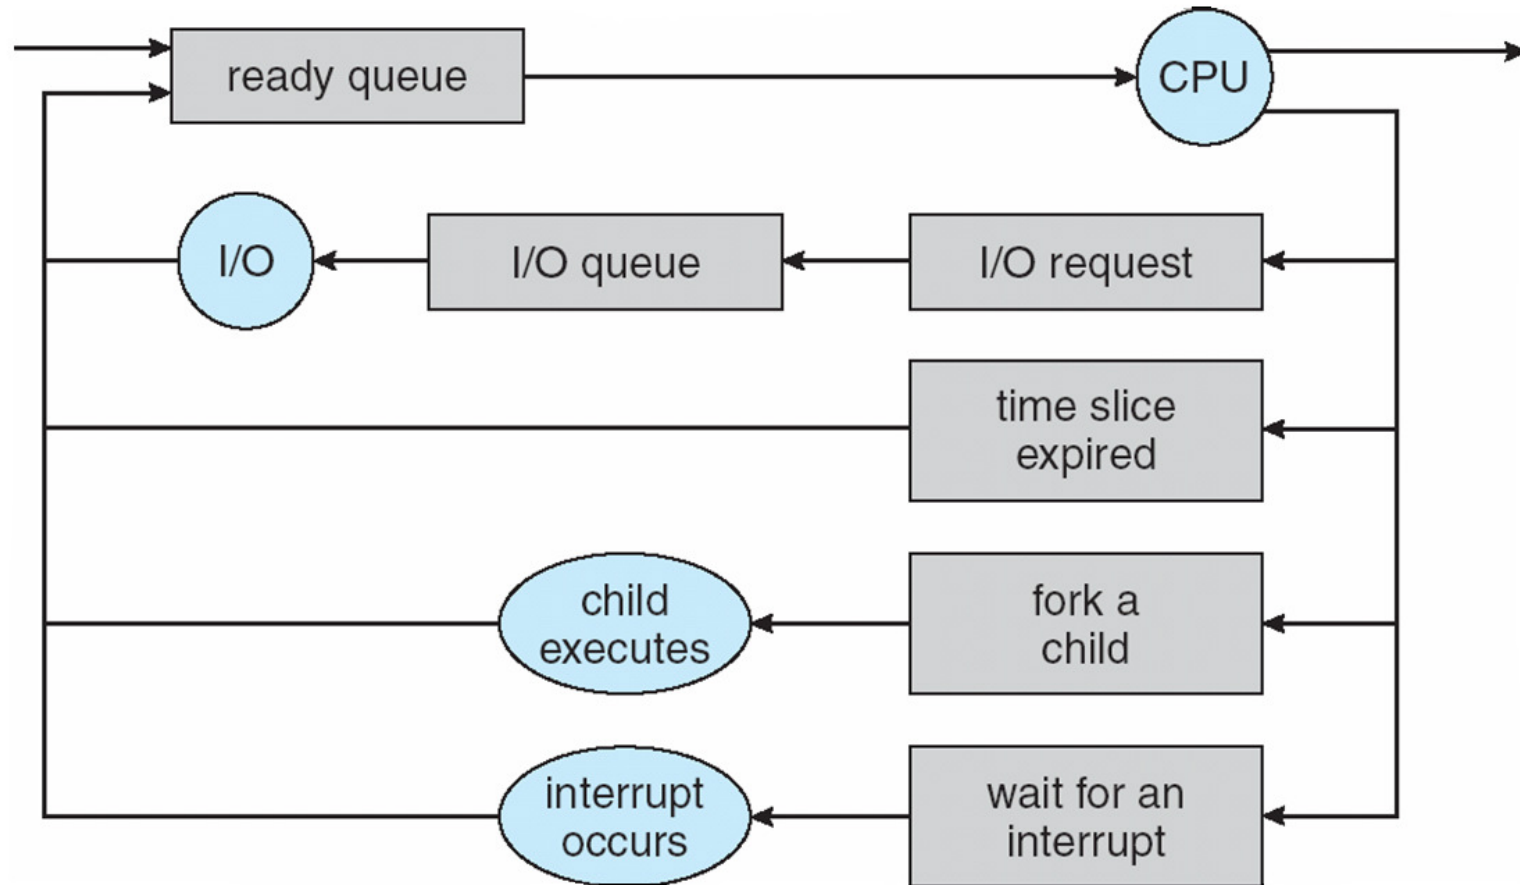 ready queue
CPU
I/O
I/O queue
I/O request
time slice
expired
child
executes
fork a
child
interrupt
occurs
wait for an
interrupt